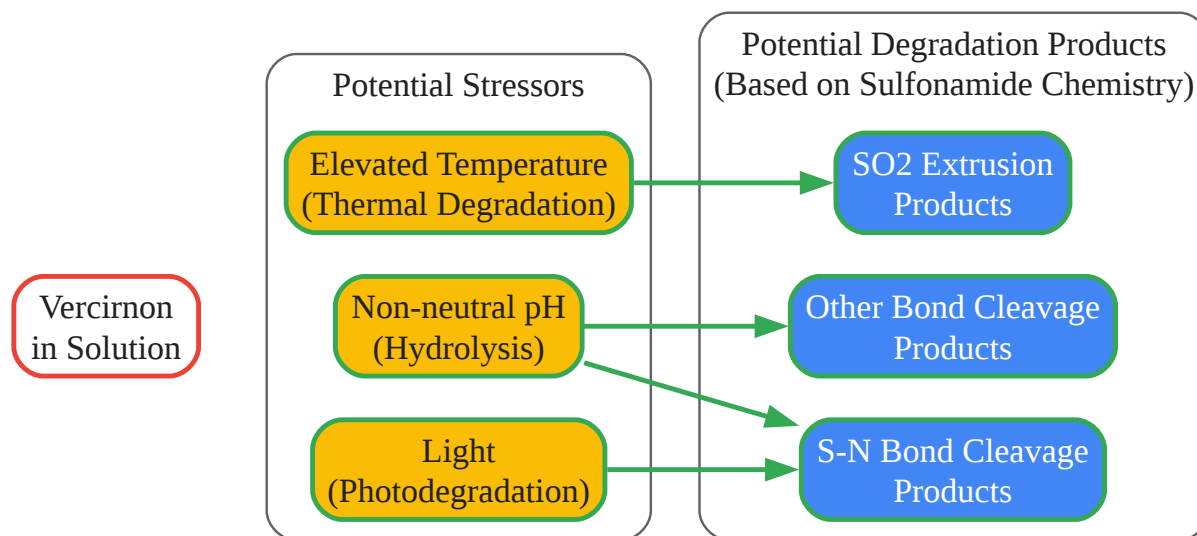 Vercirnon
in Solution
Potential Stressors
Elevated Temperature
(Thermal Degradation)
Non-neutral pH
(Hydrolysis)
Light
(Photodegradation)
Potential Degradation Products
(Based on Sulfonamide Chemistry)
SO2 Extrusion
Products
Other Bond Cleavage
Products
S-N Bond Cleavage
Products